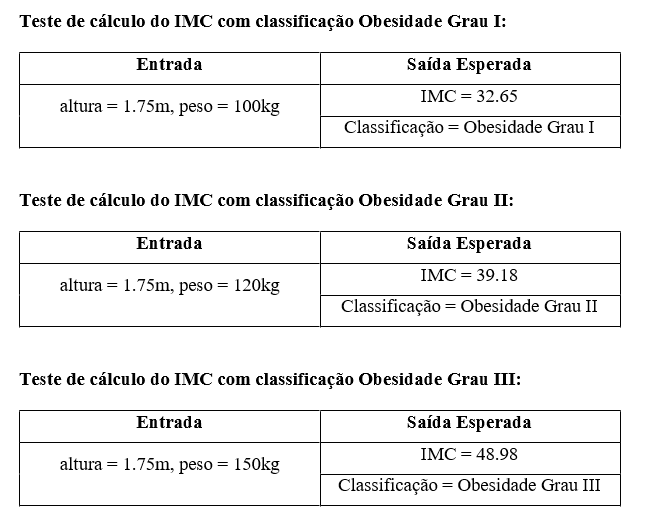 Teste de cálculo do IMC com classificação Obesidade Grau I:
Entrada Saída Esperada
altura = 1.75m, peso = 100kg IMC = 32.65
Classificação = Obesidade Grau I
Teste de cálculo do IMC com classificação Obesidade Grau II:
Entrada Saída Esperada
altura = 1.75m, peso = 120kg IMC = 39.18
Classificação = Obesidade Grau II
Teste de cálculo do IMC com classificação Obesidade Grau III:
Entrada Saída Esperada
altura = 1.75m, peso = 150kg IMC = 48.98
Classificação = Obesidade Grau III